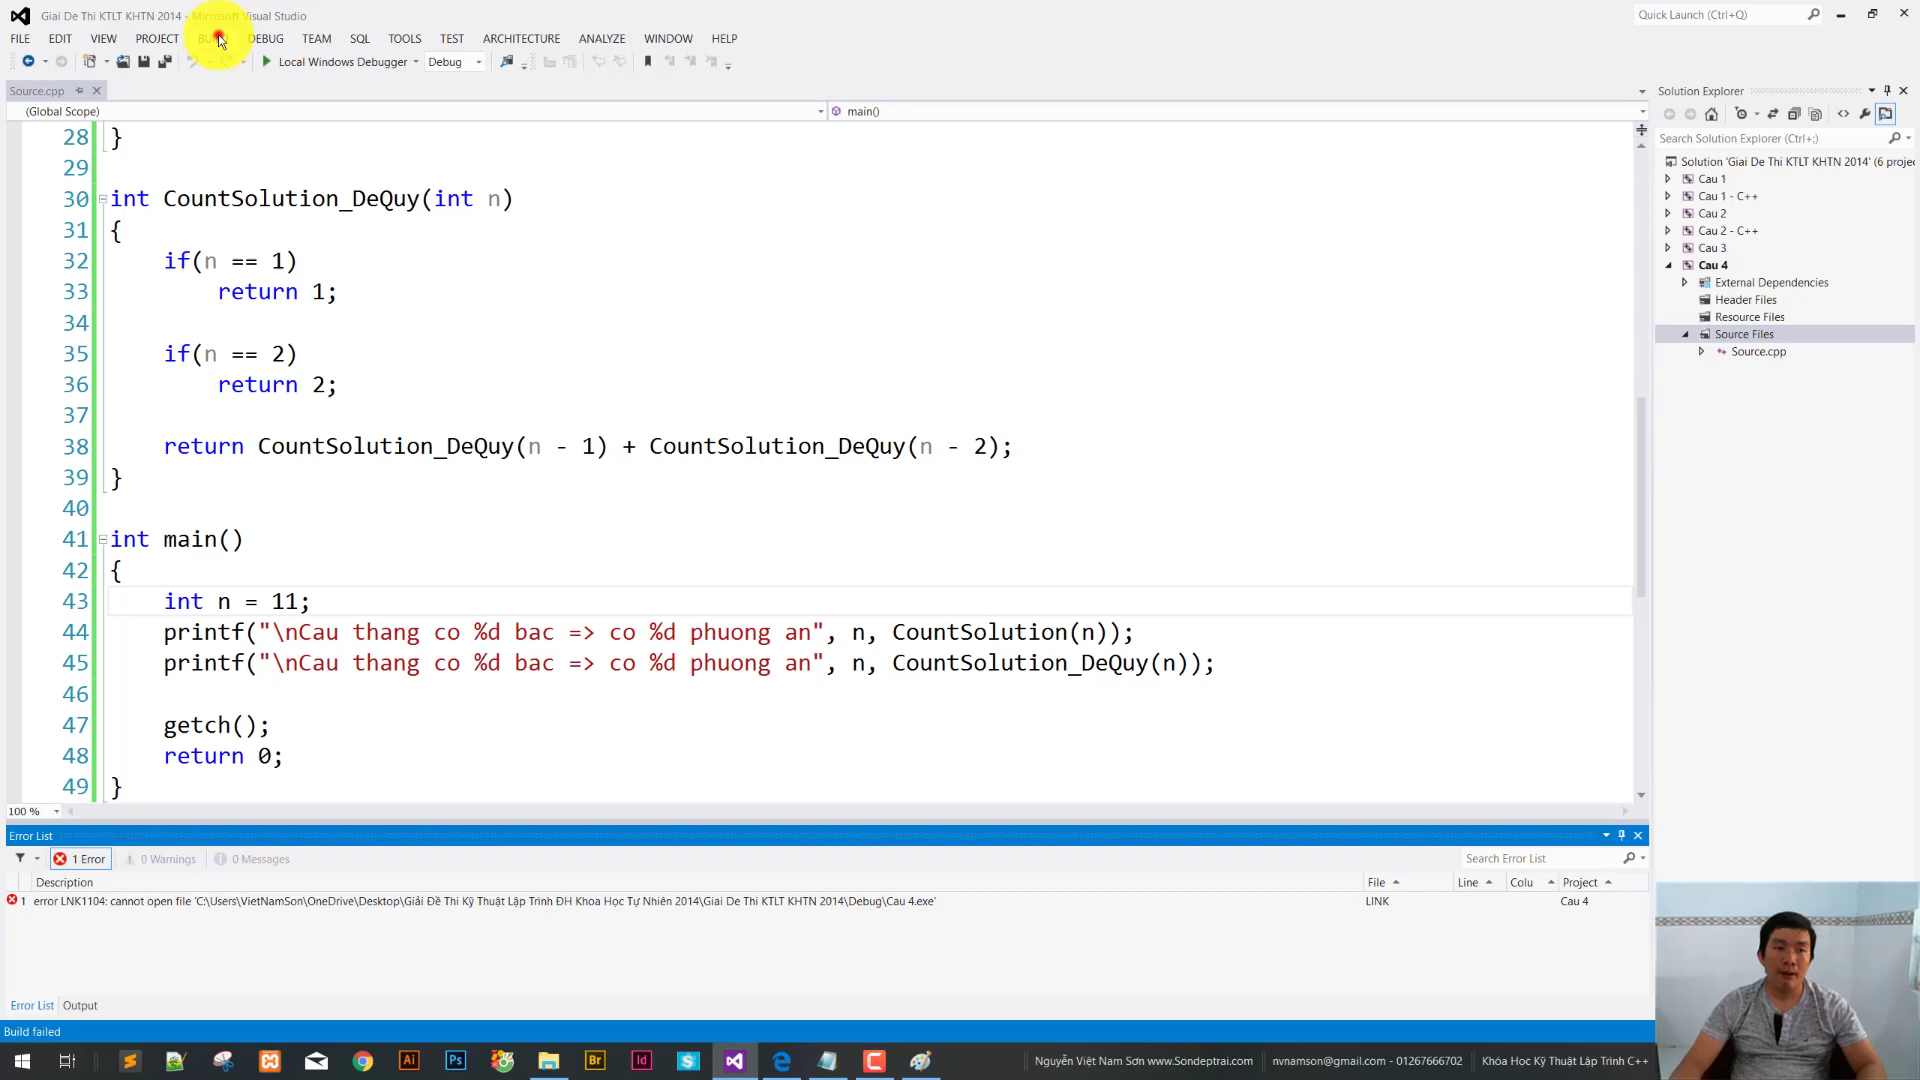 Giai De Thi KTLT KHTN 2014 - Microsoft Visual Studio
Quick Launch (Ctrl+Q)
FILE EDIT VIEW PROJECT BUILD DEBUG TEAM SQL TOOLS TEST ARCHITECTURE ANALYZE WINDOW HELP
Local Windows Debugger Debug
Source.cpp
(Global Scope) main()
28 }
29
30 int CountSolution_DeQuy(int n)
31 {
32 if(n == 1)
33 return 1;
34
35 if(n == 2)
36 return 2;
37
38 return CountSolution_DeQuy(n - 1) + CountSolution_DeQuy(n - 2);
39 }
40
41 int main()
42 {
43 int n = 11;
44 printf("\nCau thang co %d bac => co %d phuong an", n, CountSolution(n));
45 printf("\nCau thang co %d bac => co %d phuong an", n, CountSolution_DeQuy(n));
46
47 getch();
48 return 0;
49 }
100 %
Solution Explorer
Search Solution Explorer (Ctrl+;)
Solution 'Giai De Thi KTLT KHTN 2014' (6 projec
Cau 1
Cau 1 - C++
Cau 2
Cau 2 - C++
Cau 3
Cau 4
External Dependencies
Header Files
Resource Files
Source Files
Source.cpp
Error List
1 Error 0 Warnings 0 Messages
Search Error List
Description File Line Colu Project
1 error LNK1104: cannot open file 'C:\Users\VietNamSon\OneDrive\Desktop\Giải Đề Thi Kỹ Thuật Lập Trình ĐH Khoa Học Tự Nhiên 2014\Giai De Thi KTLT KHTN 2014\Debug\Cau 4.exe' LINK Cau 4
Error List Output
Build failed
Ai Ps Br Id
Nguyễn Việt Nam Sơn www.Sondeptrai.com nvnamson@gmail.com - 01267666702 Khóa Học Kỹ Thuật Lập Trình C++